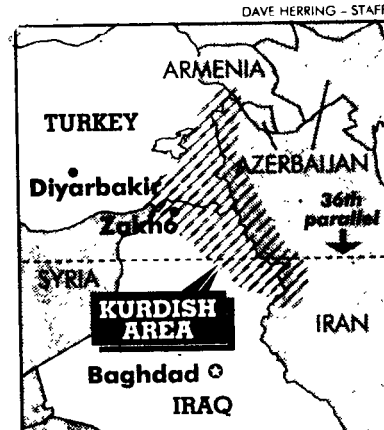 DAVE HERRING – STAFF
ARMENIA
TURKEY
AZERBAIJAN
Diyarbakir
36th
parallel
Zakho
SYRIA
KURDISH
AREA
IRAN
Baghdad
IRAQ